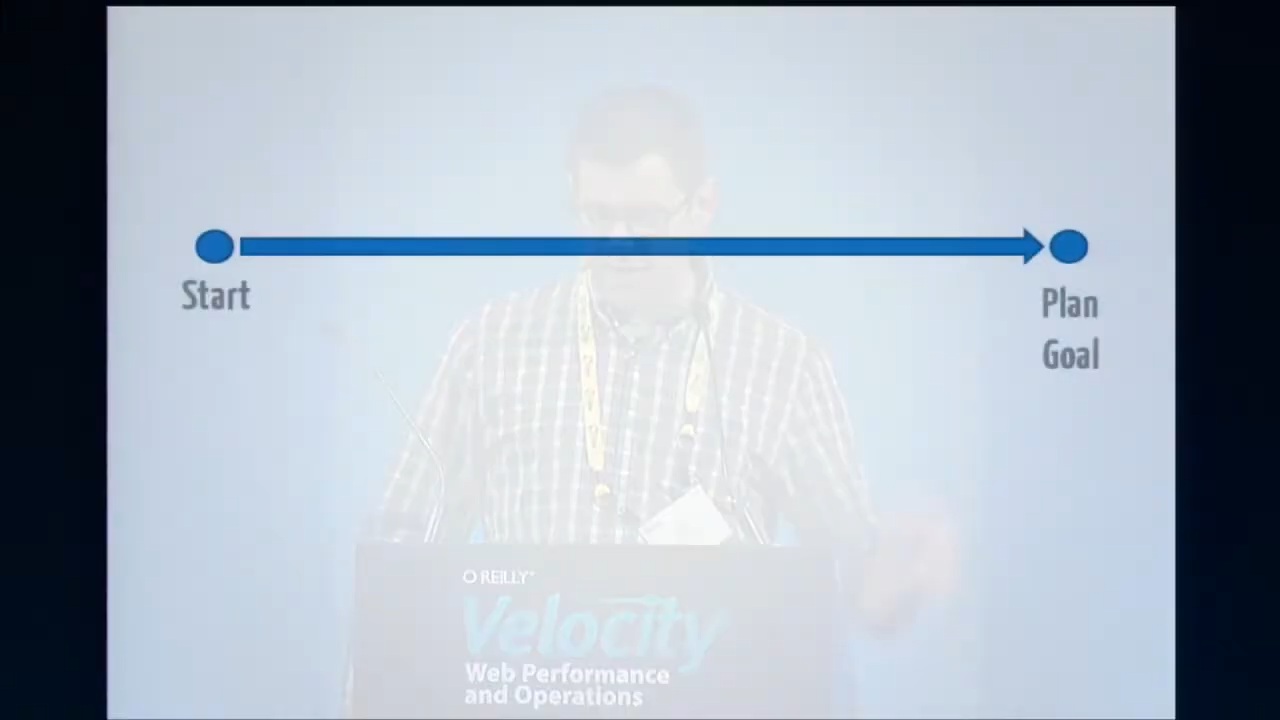 Start
Plan
Goal
O REILLY
Velocity
Web Performance
and Operations